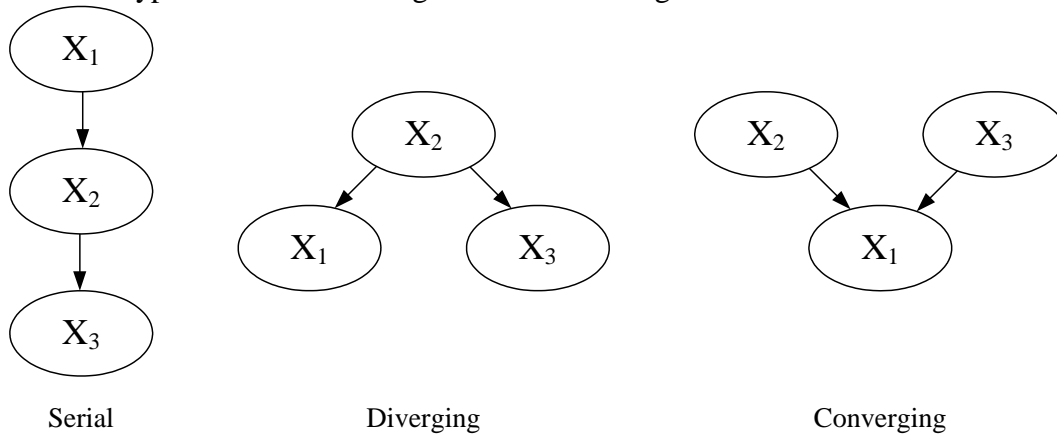 X₁
X₂
X₃
Serial
X₂
X₁ X₃
Diverging
X₂ X₃
X₁
Converging